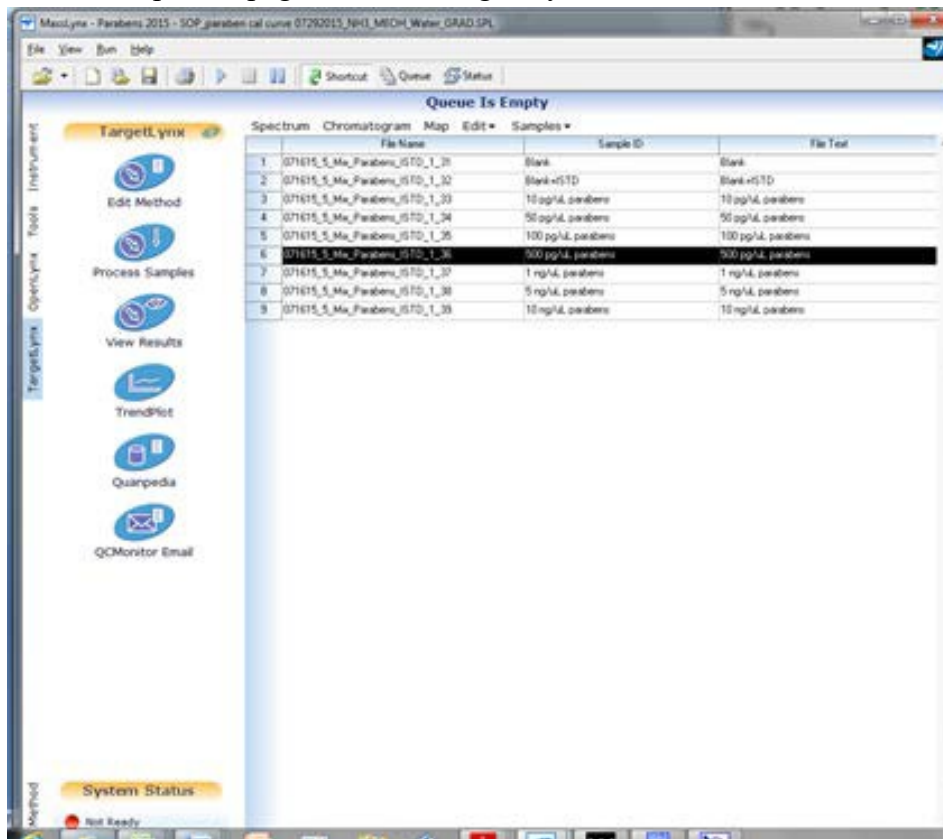 MassLynx - Parabens 2015 - SOP_paraben cal curve 07292015_NH3_MEOH_Water_GRAD.SPL
File View Run Help
Shortcut Queue Status
Queue Is Empty
Instrument
Tools
OpenLynx
TargetLynx
Method
TargetLynx
Edit Method
Process Samples
View Results
TrendPlot
Quanpedia
QCMonitor Email
System Status
Not Ready
Spectrum Chromatogram Map Edit Samples
File Name Sample ID File Text
1 071615_5_Mix_Parabens_ISTD_1_31 Blank Blank
2 071615_5_Mix_Parabens_ISTD_1_32 Blank+ISTD Blank+ISTD
3 071615_5_Mix_Parabens_ISTD_1_33 10 pg/uL parabens 10 pg/uL parabens
4 071615_5_Mix_Parabens_ISTD_1_34 50 pg/uL parabens 50 pg/uL parabens
5 071615_5_Mix_Parabens_ISTD_1_35 100 pg/uL parabens 100 pg/uL parabens
6 071615_5_Mix_Parabens_ISTD_1_36 500 pg/uL parabens 500 pg/uL parabens
7 071615_5_Mix_Parabens_ISTD_1_37 1 ng/uL parabens 1 ng/uL parabens
8 071615_5_Mix_Parabens_ISTD_1_38 5 ng/uL parabens 5 ng/uL parabens
9 071615_5_Mix_Parabens_ISTD_1_39 10 ng/uL parabens 10 ng/uL parabens